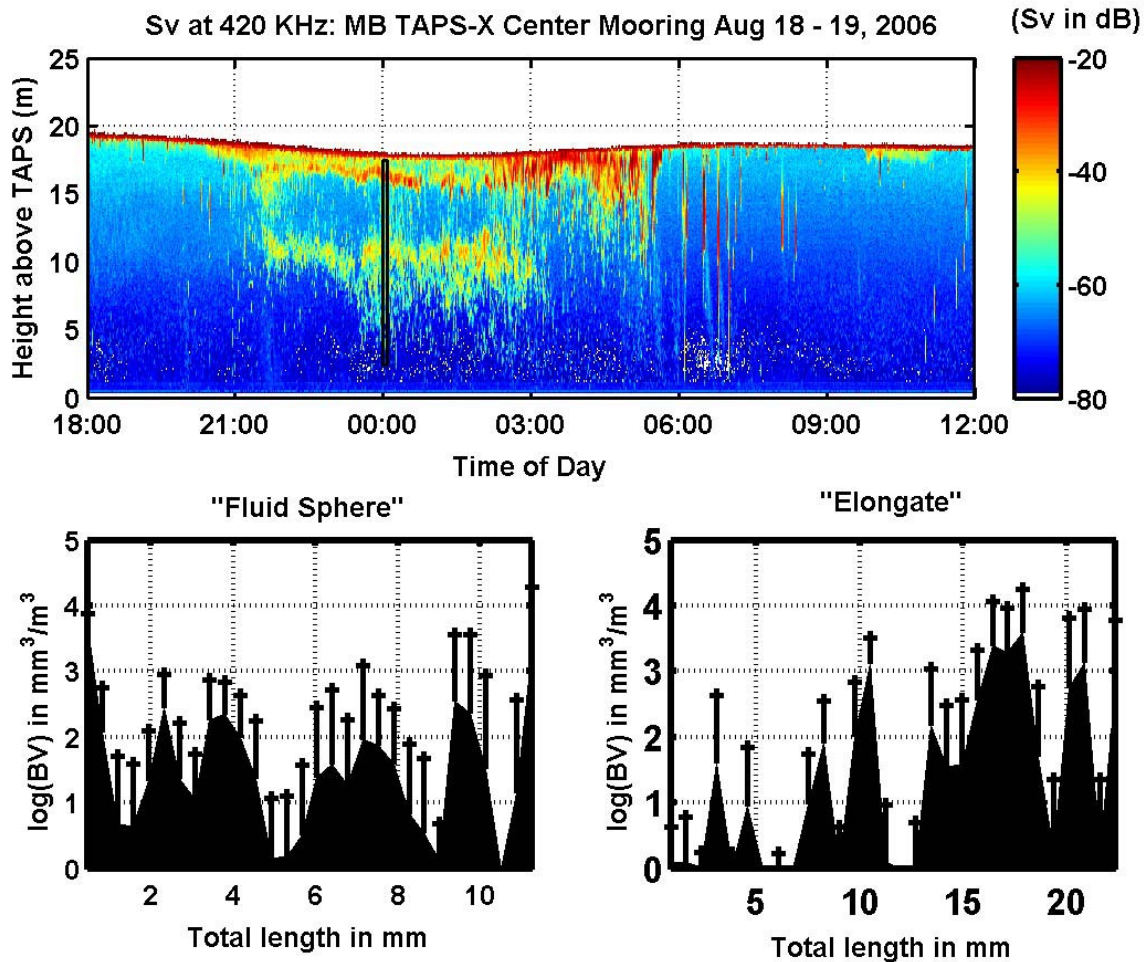 Sv at 420 KHz: MB TAPS-X Center Mooring Aug 18 - 19, 2006
(Sv in dB)
Height above TAPS (m)
25
20
15
10
5
0
18:00 21:00 00:00 03:00 06:00 09:00 12:00
Time of Day
-20
-30
-40
-50
-60
-70
-80
"Fluid Sphere"
log(BV) in mm³/m³
5
4
3
2
1
0
2 4 6 8 10
Total length in mm
"Elongate"
log(BV) in mm³/m³
5
4
3
2
1
0
5 10 15 20
Total length in mm